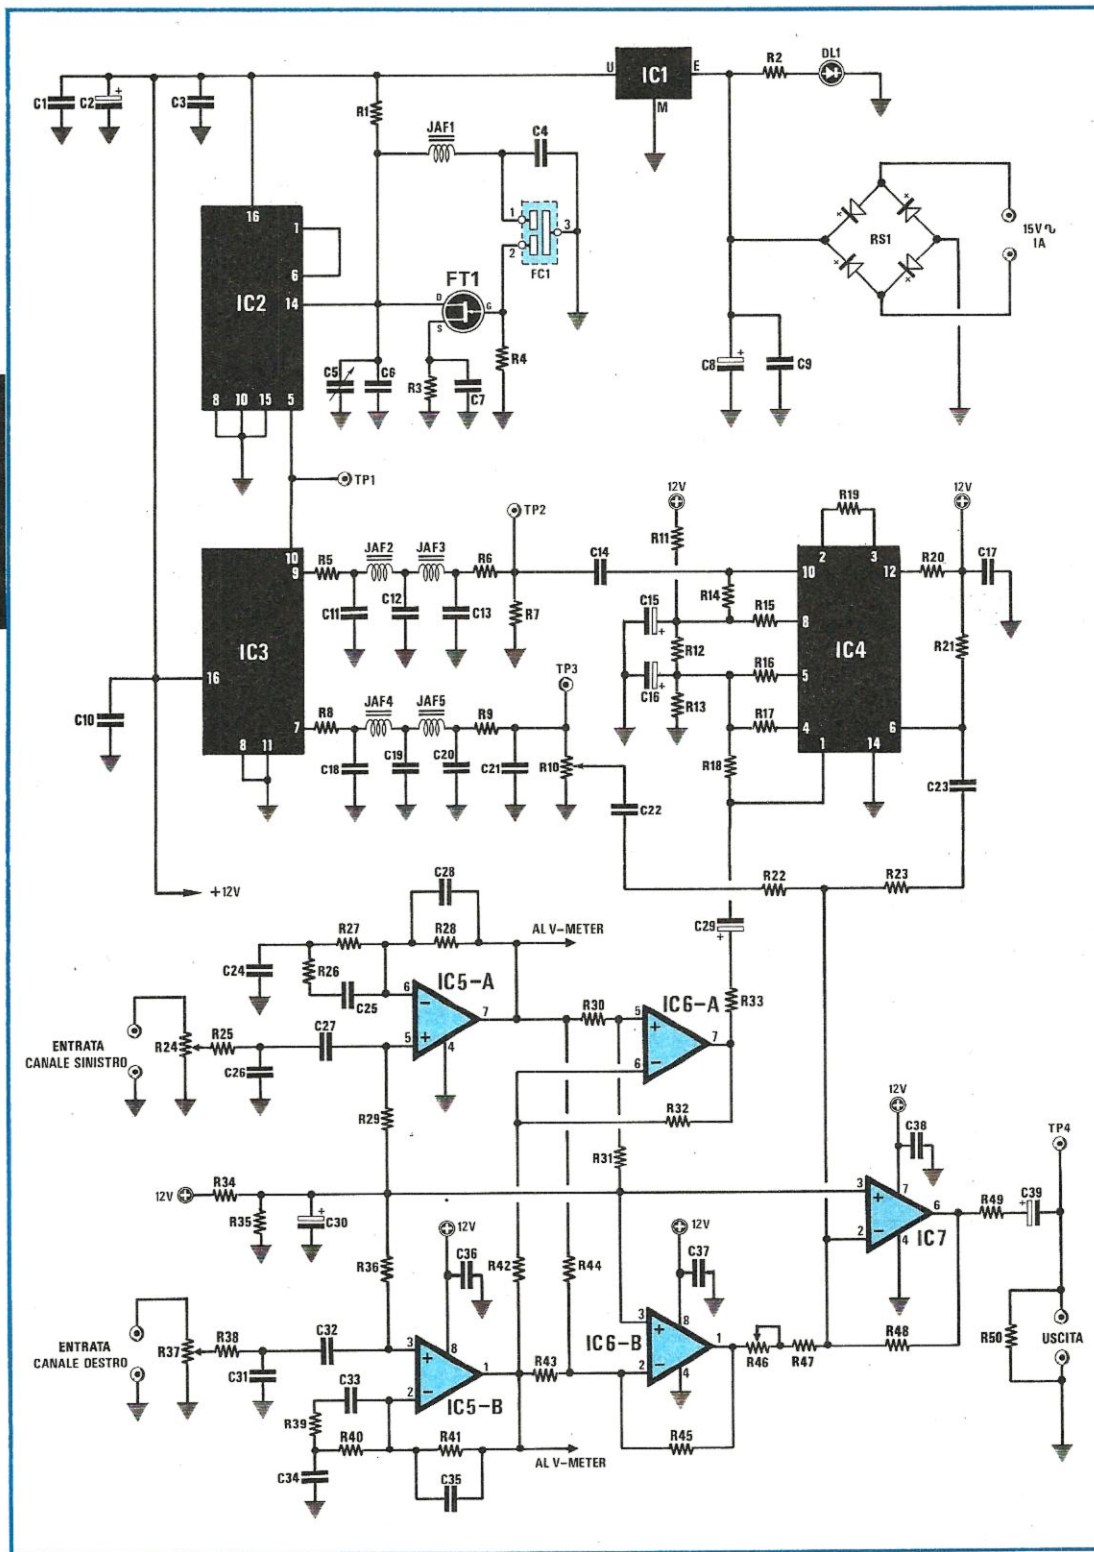 U IC1 E R2 DL1
C1 C2 + C3
R1 M
JAF1 C4
16
1
6
IC2 14
1 2 3
FC1
FT1
D G S
RS1
15V∿
1A
C5 C6 R3 C7 R4
C8 + C9
8 10 15 5
TP1
12V 12V
R19
TP2
R11
2 3
10
9 R5 JAF2 JAF3 R6
C14
10 12 R20 C17
C11 C12 C13 R7
R14
C15 + R15 8
IC3
R12
IC4
R21
16
C10
TP3
C16 + R16 5
R13
R17 4 6
7 R8 JAF4 JAF5 R9
1 14
8 11
C18 C19 C20 C21 R10
R18
C22
C23
+12V
R22 R23
C28
R27 R28
AL V-METER
C29 +
C24 R26 C25
6 − IC5-A 7
R30 IC6-A R33
5 + 4
5 + 7
6 −
ENTRATA
CANALE SINISTRO
R24 R25 C27
C26
R29
R32
R31
12V
C38
TP4
12V R34
R35 + C30
3 + 7 6
2 − 4
IC7
R49 + C39
R36
12V
C36
R42 R44
12V
C37
R50 USCITA
ENTRATA
CANALE DESTRO
R37 R38 C32
C31
3 + 8 1
2 −
IC5-B
R43
IC6-B
3 + 8 1
2 − 4
R46 R47 R48
C33
R39
R40 R41
C34 C35
AL V-METER
R45